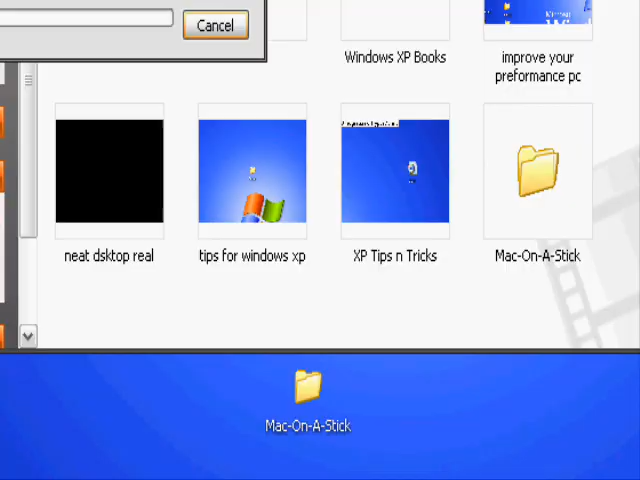 Cancel
Windows XP Books
improve your
preformance pc
neat dsktop real
tips for windows xp
XP Tips n Tricks
Mac-On-A-Stick
Mac-On-A-Stick